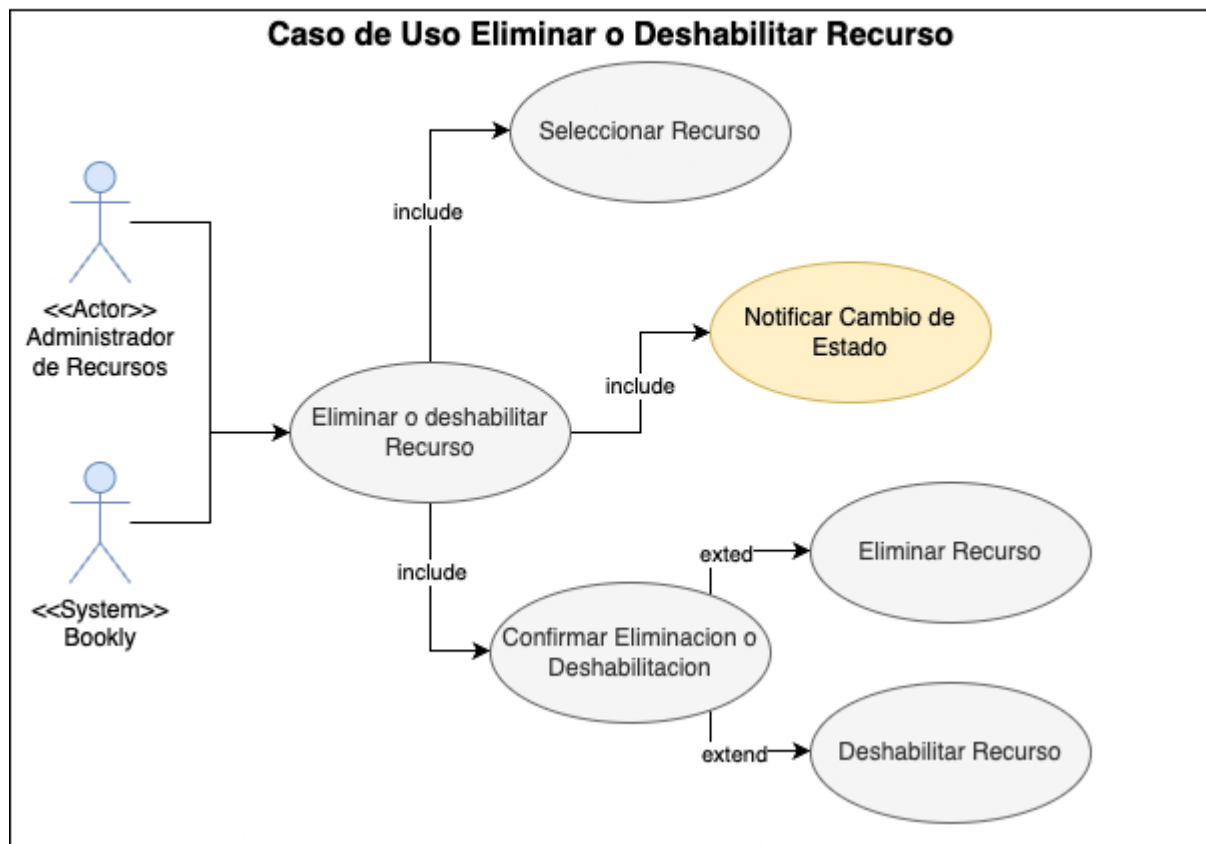 Caso de Uso Eliminar o Deshabilitar Recurso
Seleccionar Recurso
include
<<Actor>>
Administrador
de Recursos
Notificar Cambio de
Estado
include
Eliminar o deshabilitar
Recurso
<<System>>
Bookly
include
exted
Eliminar Recurso
Confirmar Eliminacion o
Deshabilitacion
extend
Deshabilitar Recurso